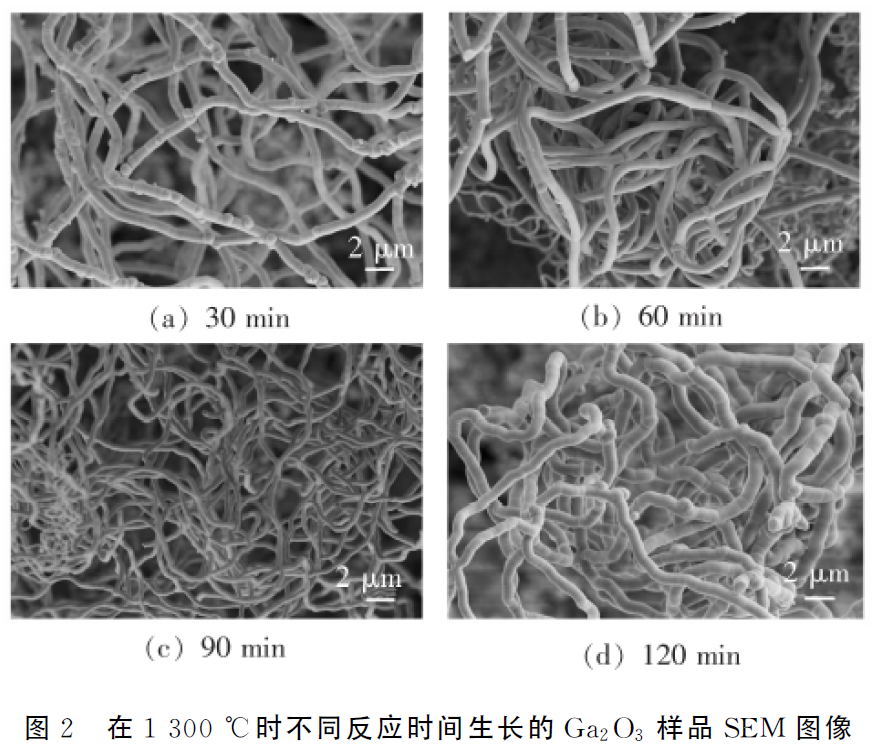 2 μm 2 μm
(a) 30 min (b) 60 min
2 μm 2 μm
(c) 90 min (d) 120 min
图 2 在 1 300 ℃时不同反应时间生长的 Ga₂O₃ 样品 SEM 图像